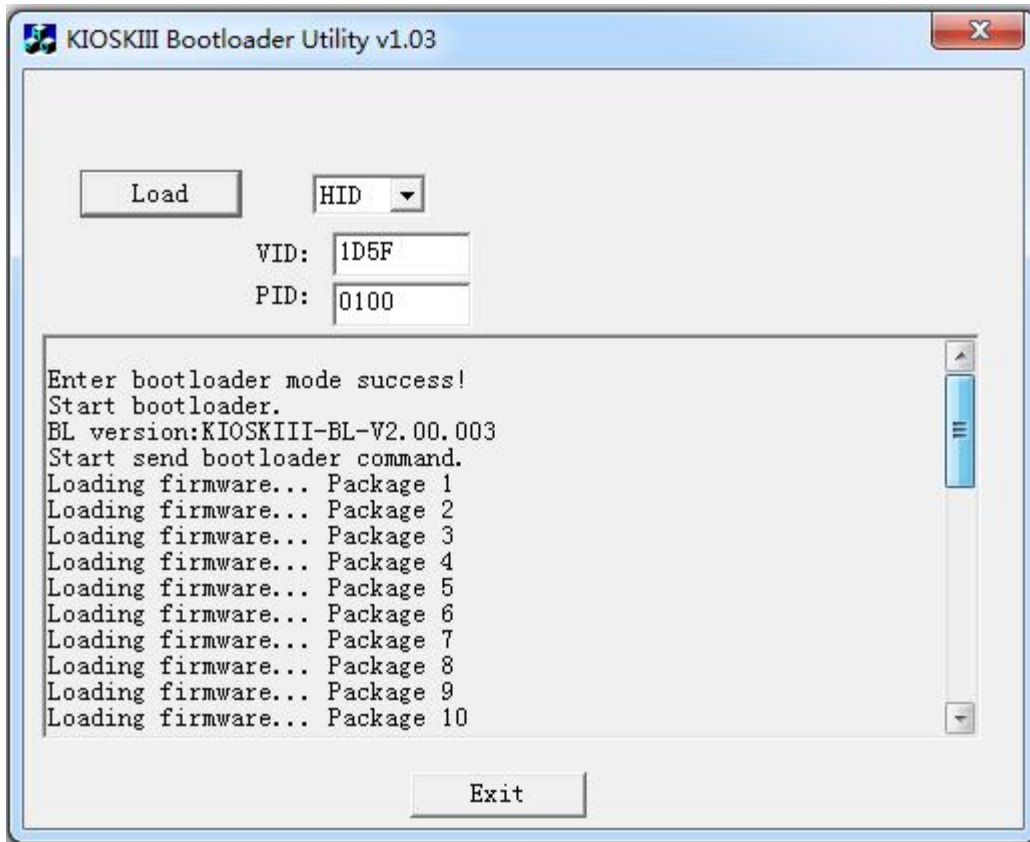 KIOSKIII Bootloader Utility v1.03
Load
HID
VID: 1D5F
PID: 0100
Enter bootloader mode success!
Start bootloader.
BL version:KIOSKIII-BL-V2.00.003
Start send bootloader command.
Loading firmware... Package 1
Loading firmware... Package 2
Loading firmware... Package 3
Loading firmware... Package 4
Loading firmware... Package 5
Loading firmware... Package 6
Loading firmware... Package 7
Loading firmware... Package 8
Loading firmware... Package 9
Loading firmware... Package 10
Exit